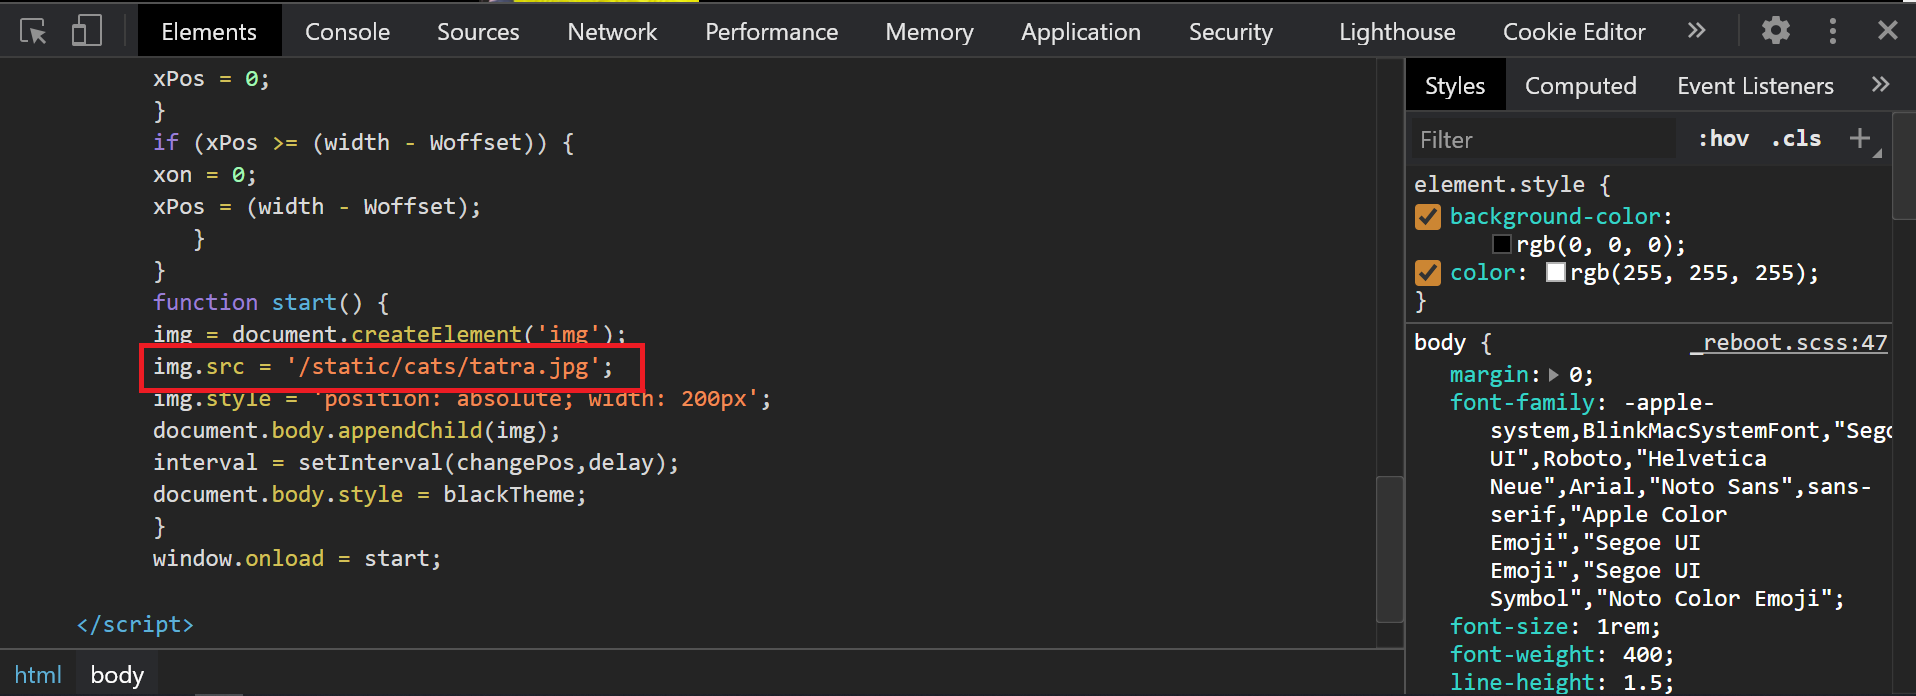 Elements Console Sources Network Performance Memory Application Security Lighthouse Cookie Editor
xPos = 0;
}
if (xPos >= (width - Woffset)) {
xon = 0;
xPos = (width - Woffset);
}
}
function start() {
img = document.createElement('img');
img.src = '/static/cats/tatra.jpg';
img.style = 'position: absolute; width: 200px';
document.body.appendChild(img);
interval = setInterval(changePos,delay);
document.body.style = blackTheme;
}
window.onload = start;
</script>
html body
Styles Computed Event Listeners
Filter :hov .cls
element.style {
background-color:
rgb(0, 0, 0);
color: rgb(255, 255, 255);
}
body { _reboot.scss:47
margin: 0;
font-family: -apple-
system,BlinkMacSystemFont,"Sego
UI",Roboto,"Helvetica
Neue",Arial,"Noto Sans",sans-
serif,"Apple Color
Emoji","Segoe UI
Emoji","Segoe UI
Symbol","Noto Color Emoji";
font-size: 1rem;
font-weight: 400;
line-height: 1.5;